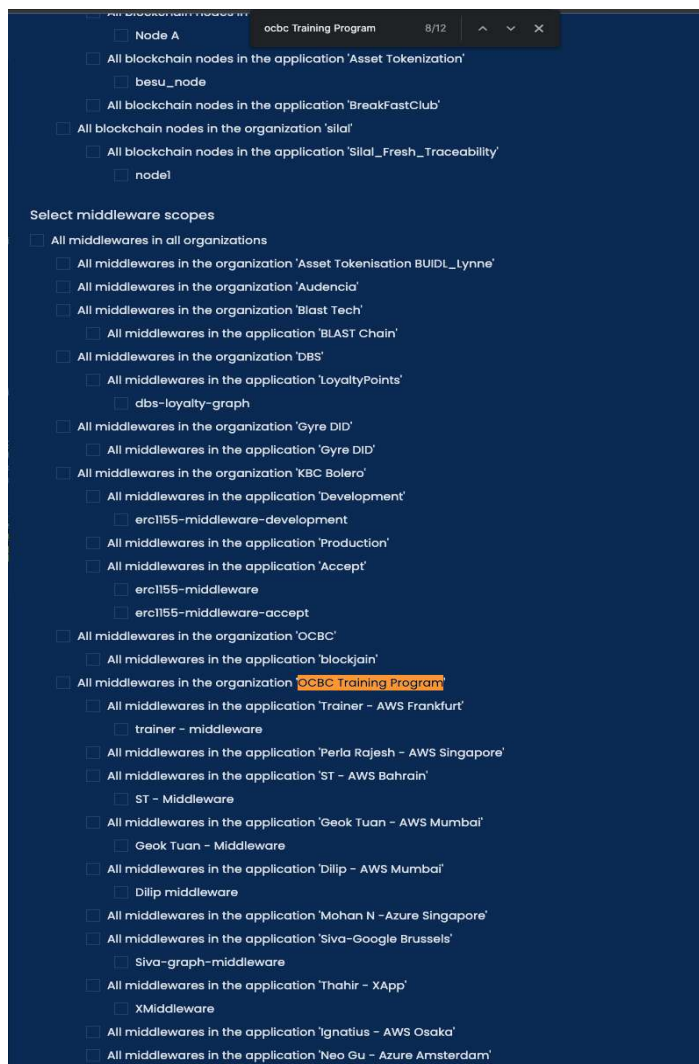 All blockchain nodes in
ocbc Training Program 8/12
Node A
All blockchain nodes in the application 'Asset Tokenization'
besu_node
All blockchain nodes in the application 'BreakFastClub'
All blockchain nodes in the organization 'silal'
All blockchain nodes in the application 'Silal_Fresh_Traceability'
node1
Select middleware scopes
All middlewares in all organizations
All middlewares in the organization 'Asset Tokenisation BUIDL_Lynne'
All middlewares in the organization 'Audencia'
All middlewares in the organization 'Blast Tech'
All middlewares in the application 'BLAST Chain'
All middlewares in the organization 'DBS'
All middlewares in the application 'LoyaltyPoints'
dbs-loyalty-graph
All middlewares in the organization 'Gyre DID'
All middlewares in the application 'Gyre DID'
All middlewares in the organization 'KBC Bolero'
All middlewares in the application 'Development'
erc1155-middleware-development
All middlewares in the application 'Production'
All middlewares in the application 'Accept'
erc1155-middleware
erc1155-middleware-accept
All middlewares in the organization 'OCBC'
All middlewares in the application 'blockjain'
All middlewares in the organization 'OCBC Training Program'
All middlewares in the application 'Trainer - AWS Frankfurt'
trainer - middleware
All middlewares in the application 'Perla Rajesh - AWS Singapore'
All middlewares in the application 'ST - AWS Bahrain'
ST - Middleware
All middlewares in the application 'Geok Tuan - AWS Mumbai'
Geok Tuan - Middleware
All middlewares in the application 'Dilip - AWS Mumbai'
Dilip middleware
All middlewares in the application 'Mohan N -Azure Singapore'
All middlewares in the application 'Siva-Google Brussels'
Siva-graph-middleware
All middlewares in the application 'Thahir - XApp'
XMiddleware
All middlewares in the application 'Ignatius - AWS Osaka'
All middlewares in the application 'Neo Gu - Azure Amsterdam'